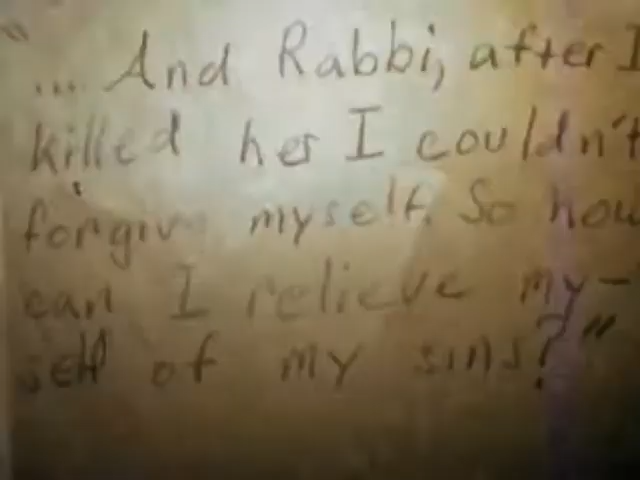 "... And Rabbi, after I
killed her I couldn't
forgive myself. So how
can I relieve my-
self of my sins?"